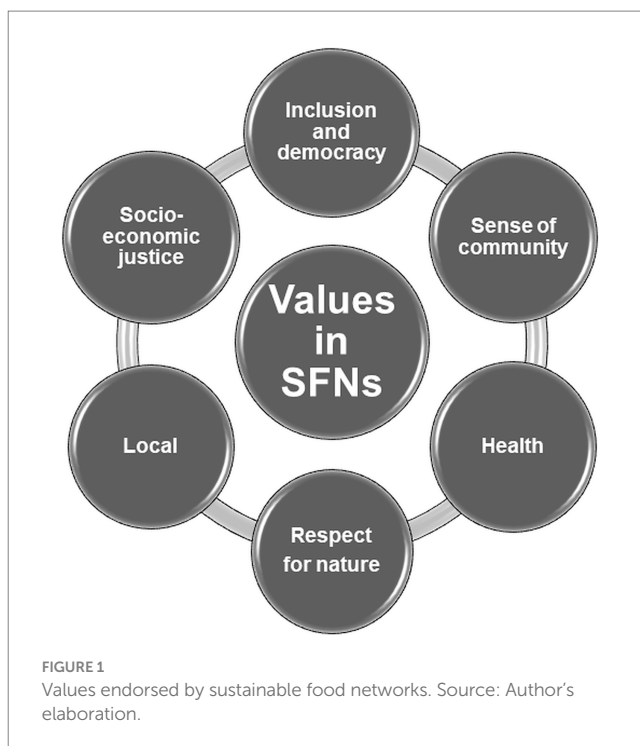 Inclusion
and
democracy
Socio-
economic
justice
Sense of
community
Values
in
SFNs
Local
Health
Respect
for nature
FIGURE 1
Values endorsed by sustainable food networks. Source: Author’s
elaboration.